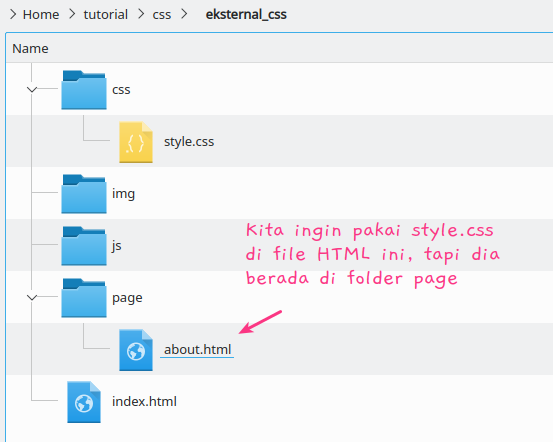 > Home > tutorial > css > eksternal_css
Name
css
style.css
img
Kita ingin pakai style.css
di file HTML ini, tapi dia
berada di folder page
js
page
about.html
index.html